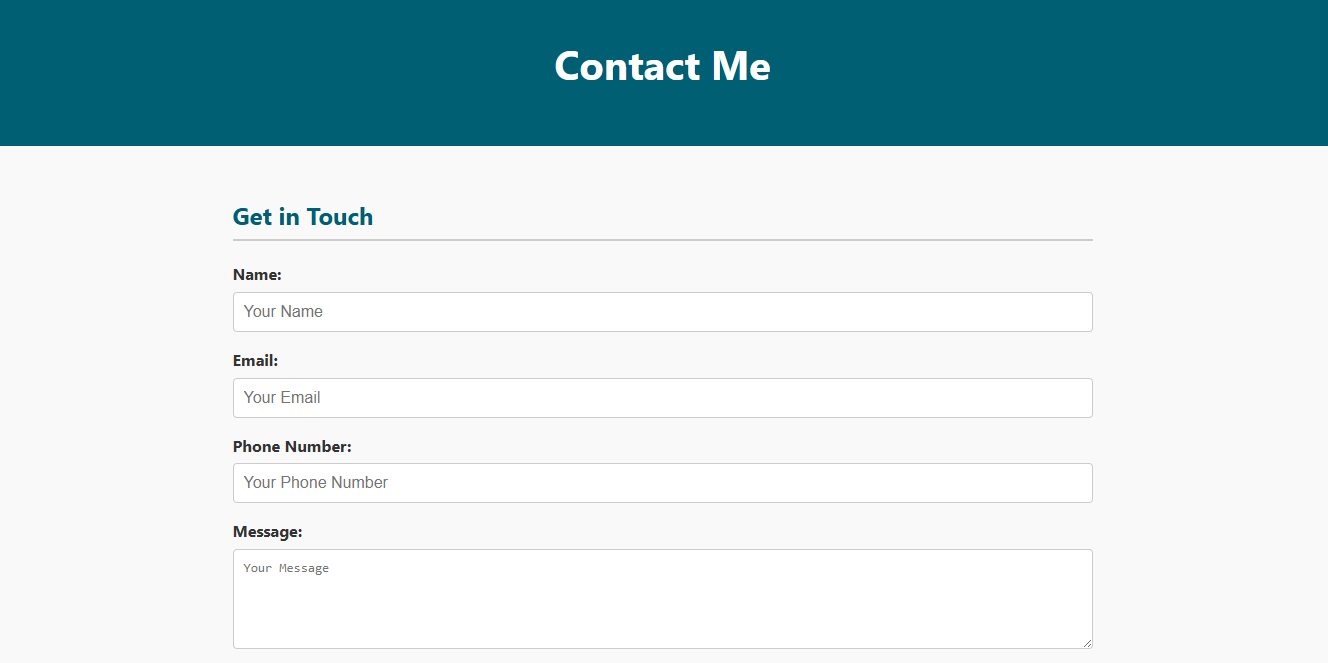 Contact Me
Get in Touch
Name:
Your Name
Email:
Your Email
Phone Number:
Your Phone Number
Message:
Your Message